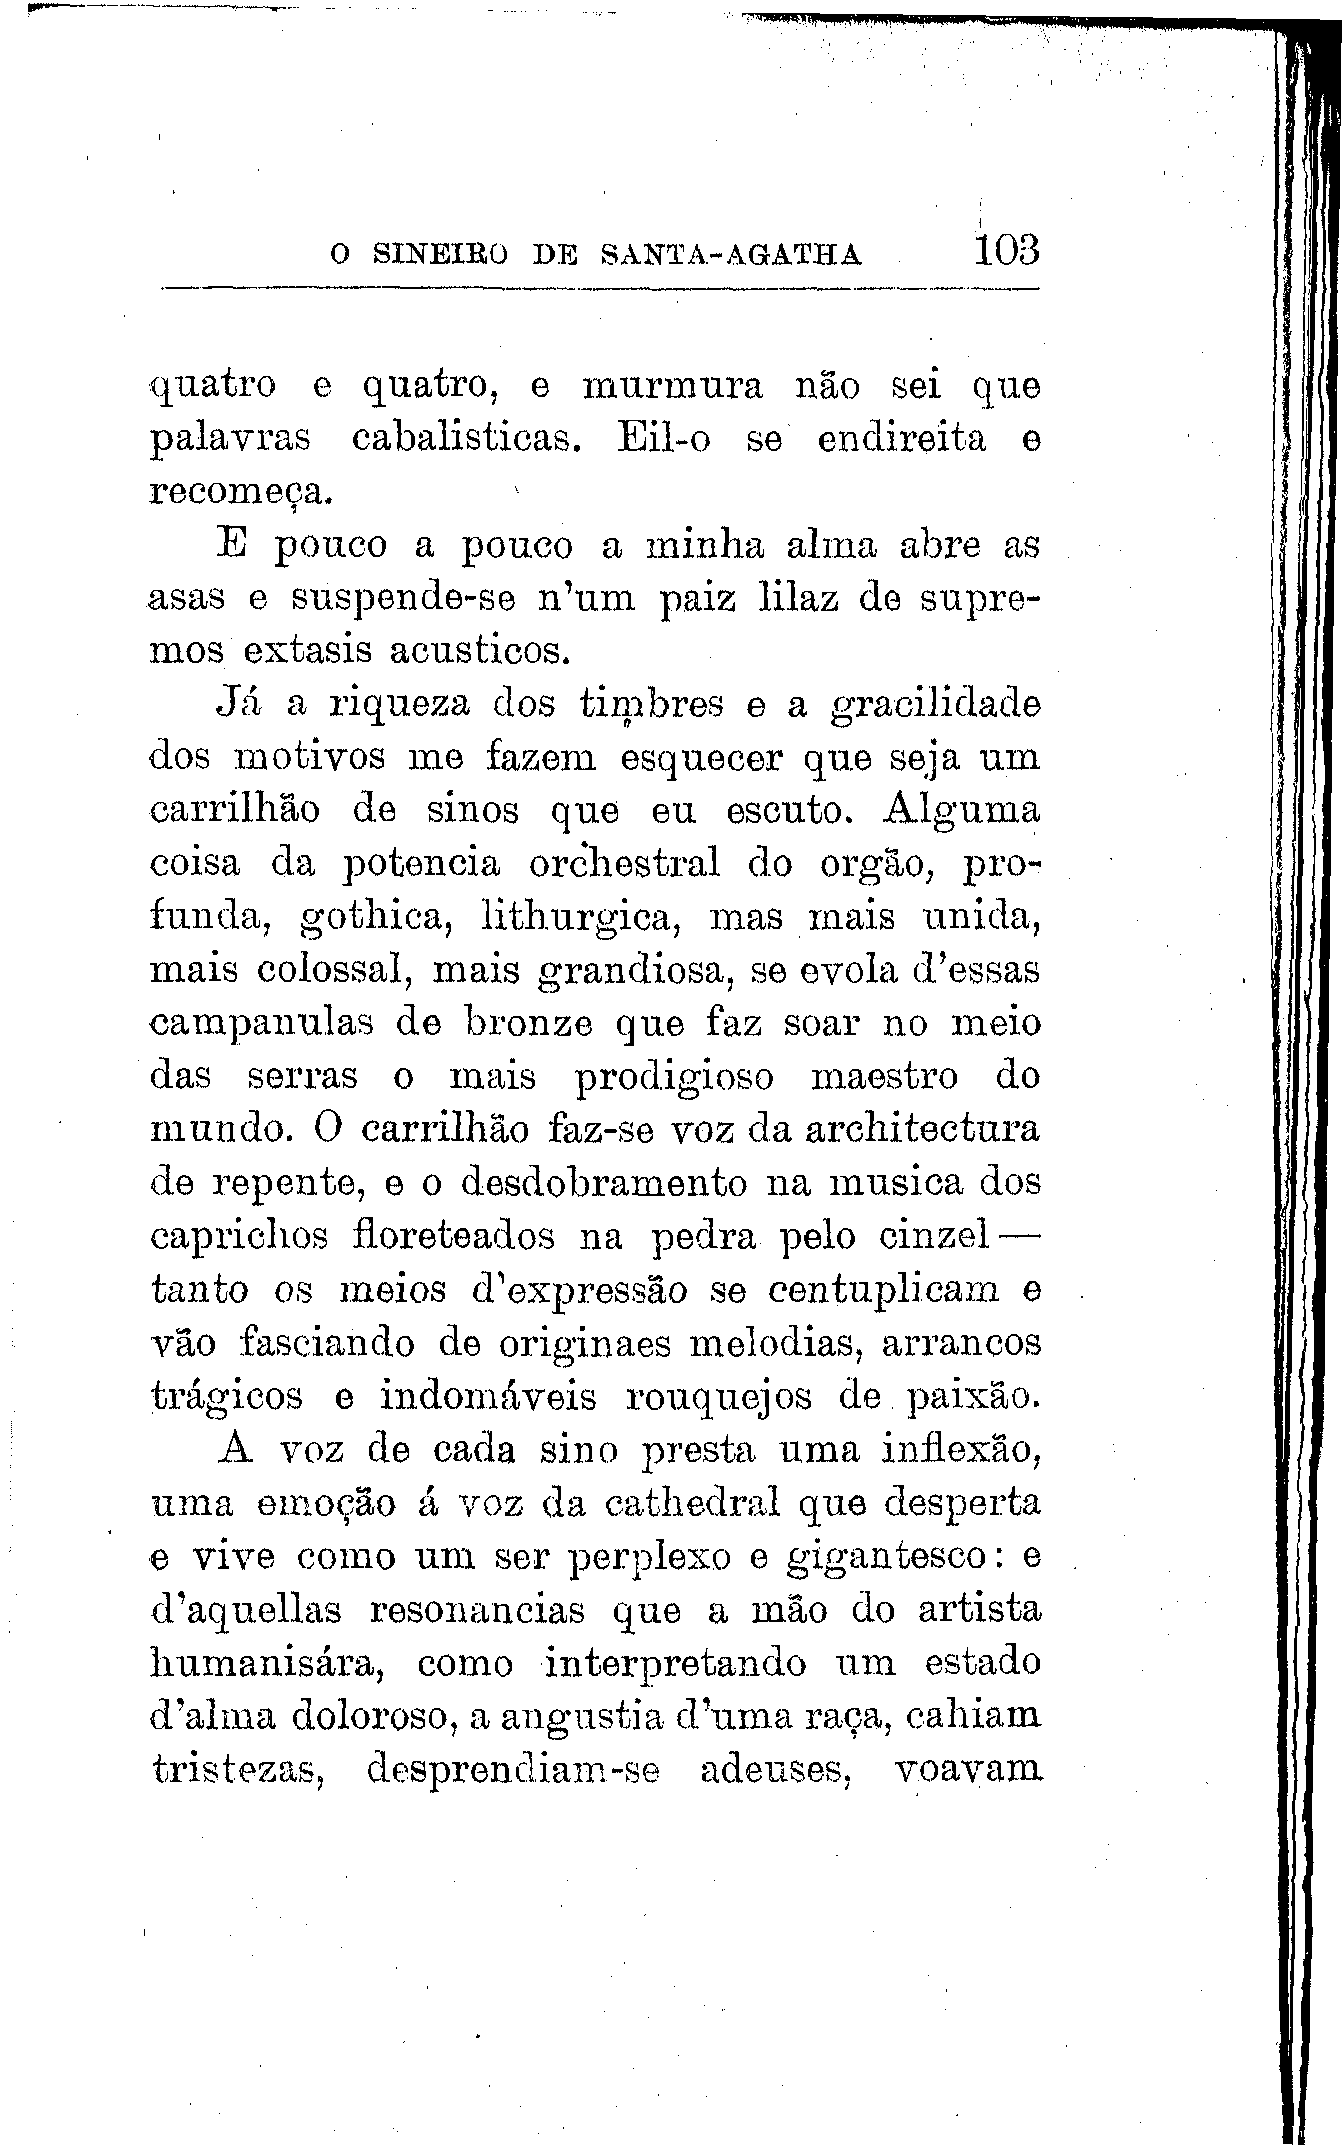 O SINEIRO DE SANTA-AGATHA 103
quatro e quatro, e murmura não sei que
palavras cabalisticas. Eil-o se endireita e
recomeça.
E pouco a pouco a minha alma abre as
asas e suspende-se n'um paiz lilaz de supre-
mos extasis acusticos.
Já a riqueza dos timbres e a gracilidade
dos motivos me fazem esquecer que seja um
carrilhão de sinos que eu escuto. Alguma
coisa da potencia orchestral do orgão, pro-
funda, gothica, lithurgica, mas mais unida,
mais colossal, mais grandiosa, se evola d'essas
campanulas de bronze que faz soar no meio
das serras o mais prodigioso maestro do
mundo. O carrilhão faz-se voz da architectura
de repente, e o desdobramento na musica dos
caprichos floreteados na pedra pelo cinzel—
tanto os meios d'expressão se centuplicam e
vão fasciando de originaes melodias, arrancos
trágicos e indomáveis rouquejos de paixão.
A voz de cada sino presta uma inflexão,
uma emoção á voz da cathedral que desperta
e vive como um ser perplexo e gigantesco: e
d'aquellas resonancias que a mão do artista
humanisára, como interpretando um estado
d'alma doloroso, a angustia d'uma raça, cahiam
tristezas, desprendiam-se adeuses, voavam